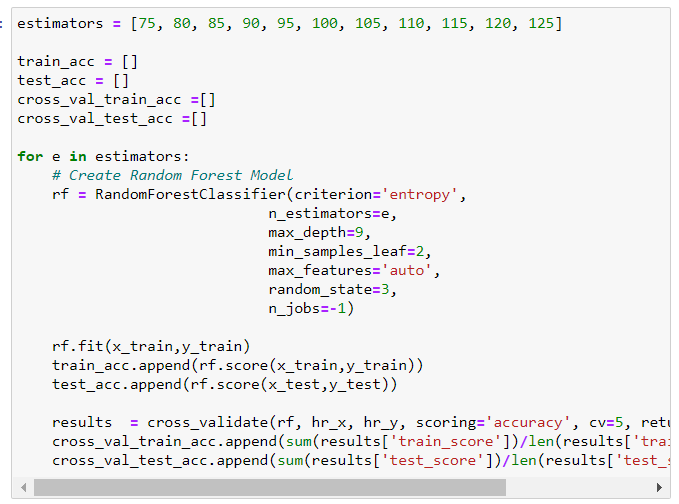 : estimators = [75, 80, 85, 90, 95, 100, 105, 110, 115, 120, 125]
train_acc = []
test_acc = []
cross_val_train_acc =[]
cross_val_test_acc =[]
for e in estimators:
# Create Random Forest Model
rf = RandomForestClassifier(criterion='entropy',
n_estimators=e,
max_depth=9,
min_samples_leaf=2,
max_features='auto',
random_state=3,
n_jobs=-1)
rf.fit(x_train,y_train)
train_acc.append(rf.score(x_train,y_train))
test_acc.append(rf.score(x_test,y_test))
results  = cross_validate(rf, hr_x, hr_y, scoring='accuracy', cv=5, retu
cross_val_train_acc.append(sum(results['train_score'])/len(results['trai
cross_val_test_acc.append(sum(results['test_score'])/len(results['test_s